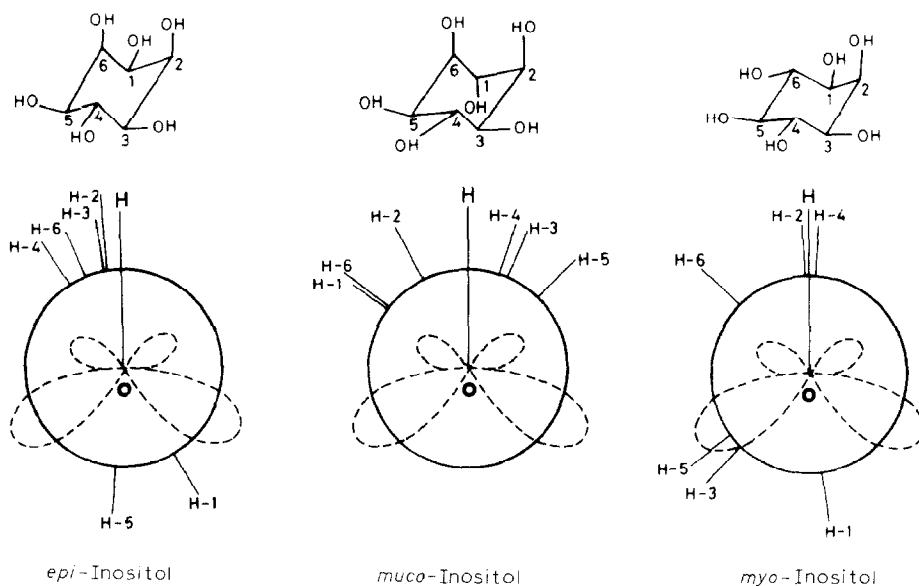 OH
OH
OH
6
1
2
HO
5
4
3
OH
HO
OH
HO
6
1
2
OH
OH
5
4
3
OH
OH
OH
OH
HO
6
1
2
HO
5
4
3
OH
HO
H-2
H-3
H-6
H-4
H
O
H-5
H-1
H-2
H
H-4
H-3
H-6
H-1
H-5
O
H
H-2
H-4
H-6
O
H-5
H-3
H-1
epi-Inositol
muco-Inositol
myo-Inositol